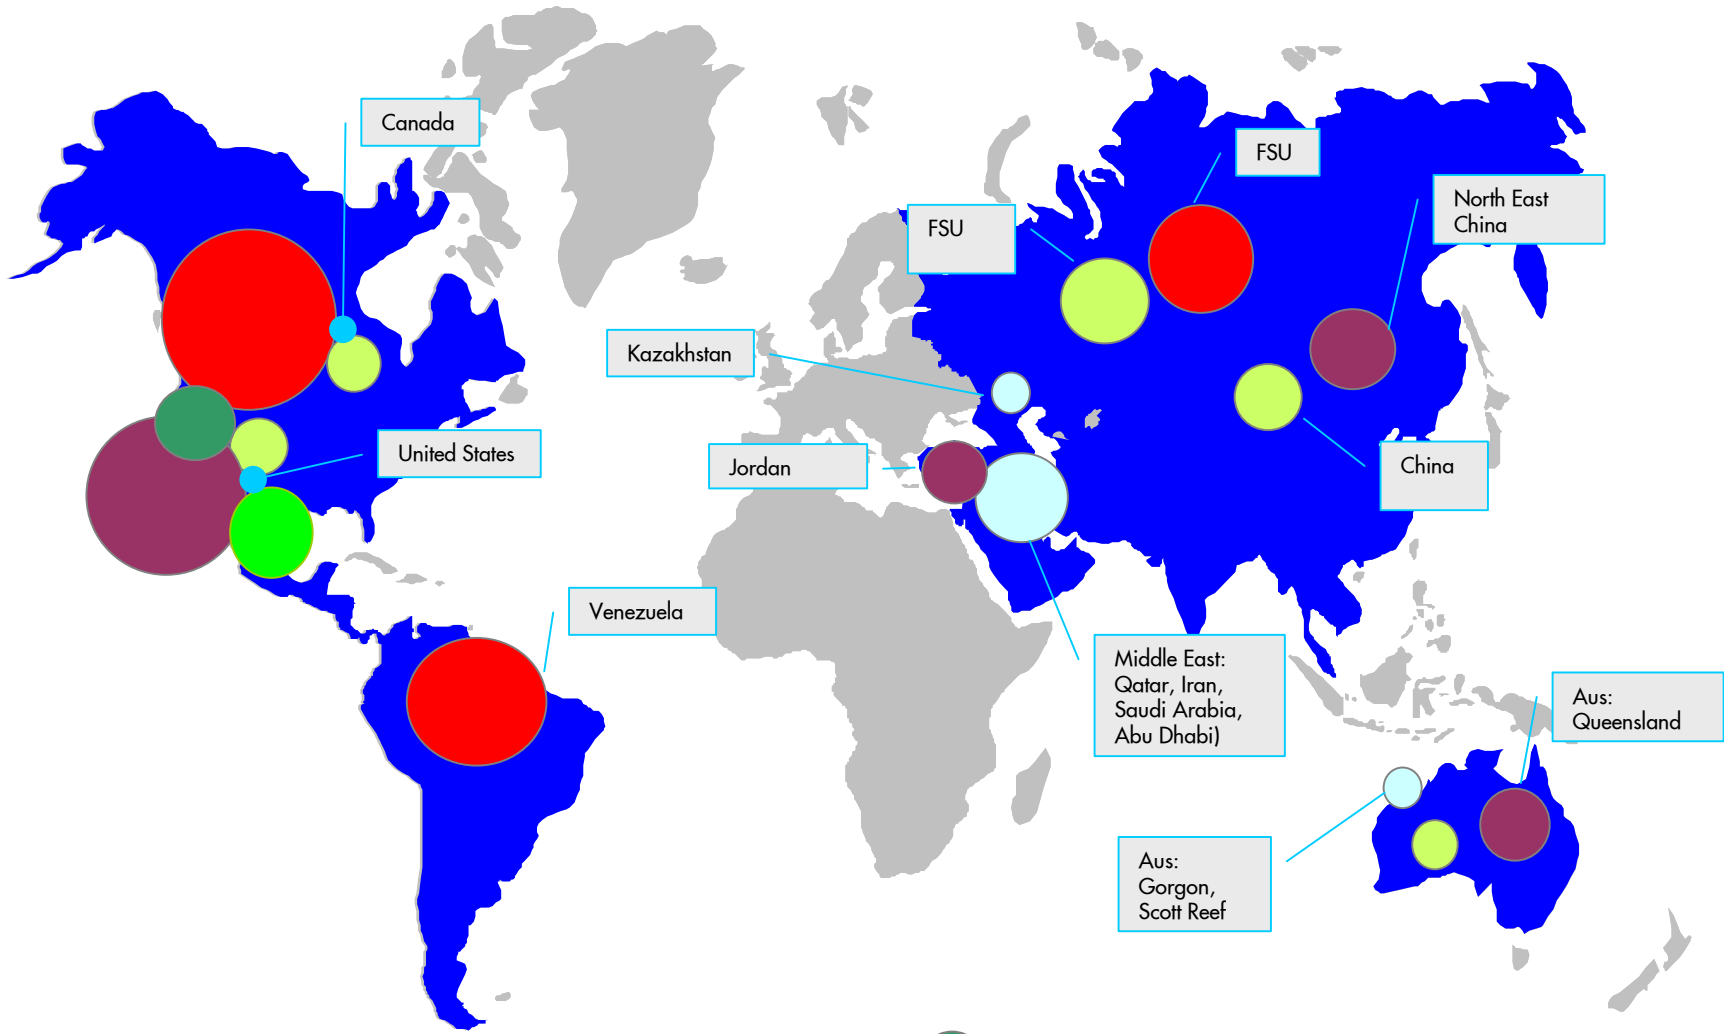 Canada
FSU
North East
China
FSU
Kazakhstan
United States
Jordan
China
Venezuela
Middle East:
Qatar, Iran,
Saudi Arabia,
Abu Dhabi)
Aus:
Queensland
Aus:
Gorgon,
Scott Reef